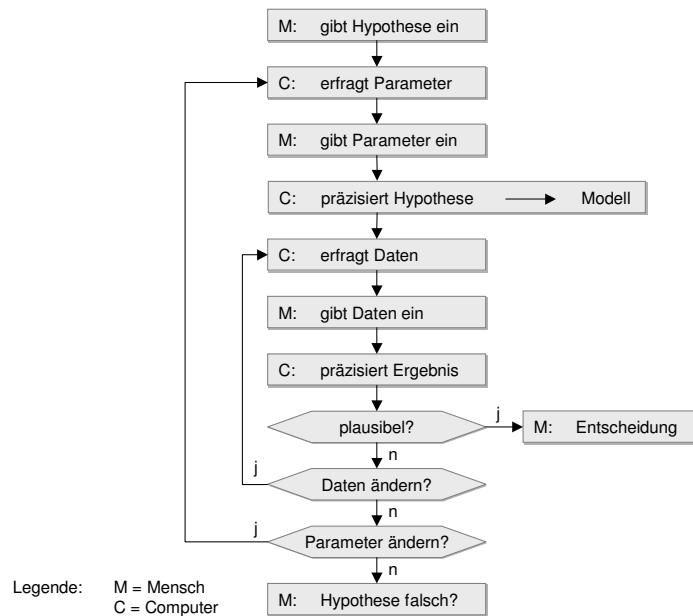 M: gibt Hypothese ein
C: erfragt Parameter
M: gibt Parameter ein
C: präzisiert Hypothese Modell
C: erfragt Daten
M: gibt Daten ein
C: präzisiert Ergebnis
plausibel?
j
M: Entscheidung
n
j
Daten ändern?
n
j
Parameter ändern?
n
M: Hypothese falsch?
Legende: M = Mensch
C = Computer